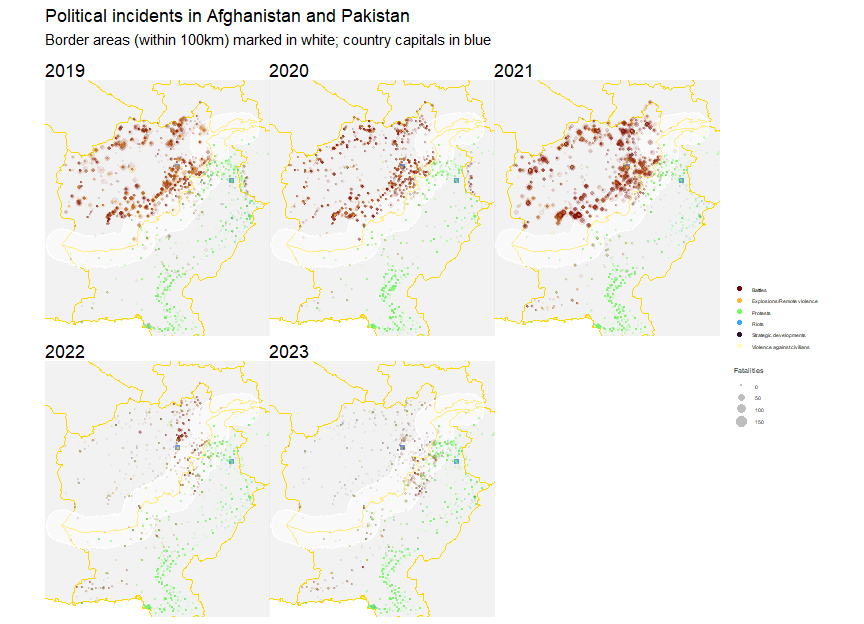 Political incidents in Afghanistan and Pakistan
Border areas (within 100km) marked in white; country capitals in blue
2019
2020
2021
2022
2023
Battles
Explosions/Remote violence
Protests
Riots
Strategic developments
Violence against civilians
Fatalities
0
50
100
150